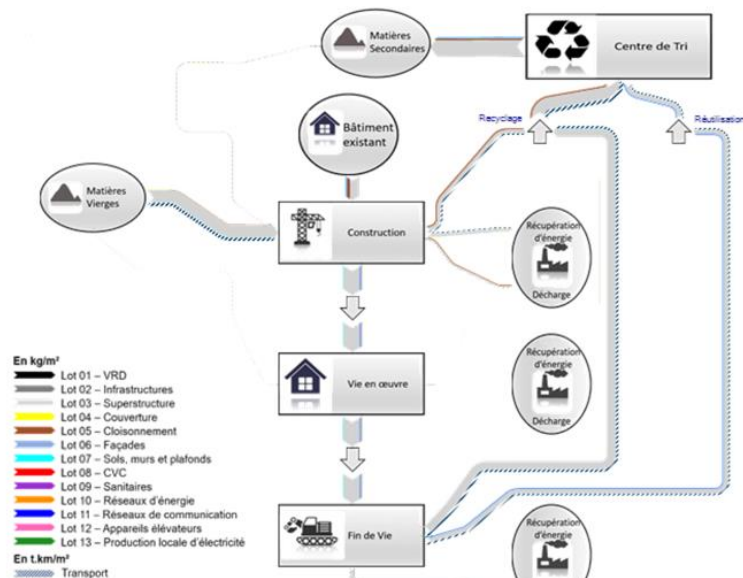 Matières
Secondaires
Centre de Tri
Recyclage
Réutilisation
Bâtiment
existant
Matières
Vierges
Construction
Récupération
d'énergie
Décharge
Vie en œuvre
Récupération
d'énergie
Décharge
Fin de Vie
Récupération
d'énergie
En kg/m²
Lot 01 – VRD
Lot 02 – Infrastructures
Lot 03 – Superstructure
Lot 04 – Couverture
Lot 05 – Cloisonnement
Lot 06 – Façades
Lot 07 – Sols, murs et plafonds
Lot 08 – CVC
Lot 09 – Sanitaires
Lot 10 – Réseaux d'énergie
Lot 11 – Réseaux de communication
Lot 12 – Appareils élévateurs
Lot 13 – Production locale d'électricité
En t.km/m²
Transport